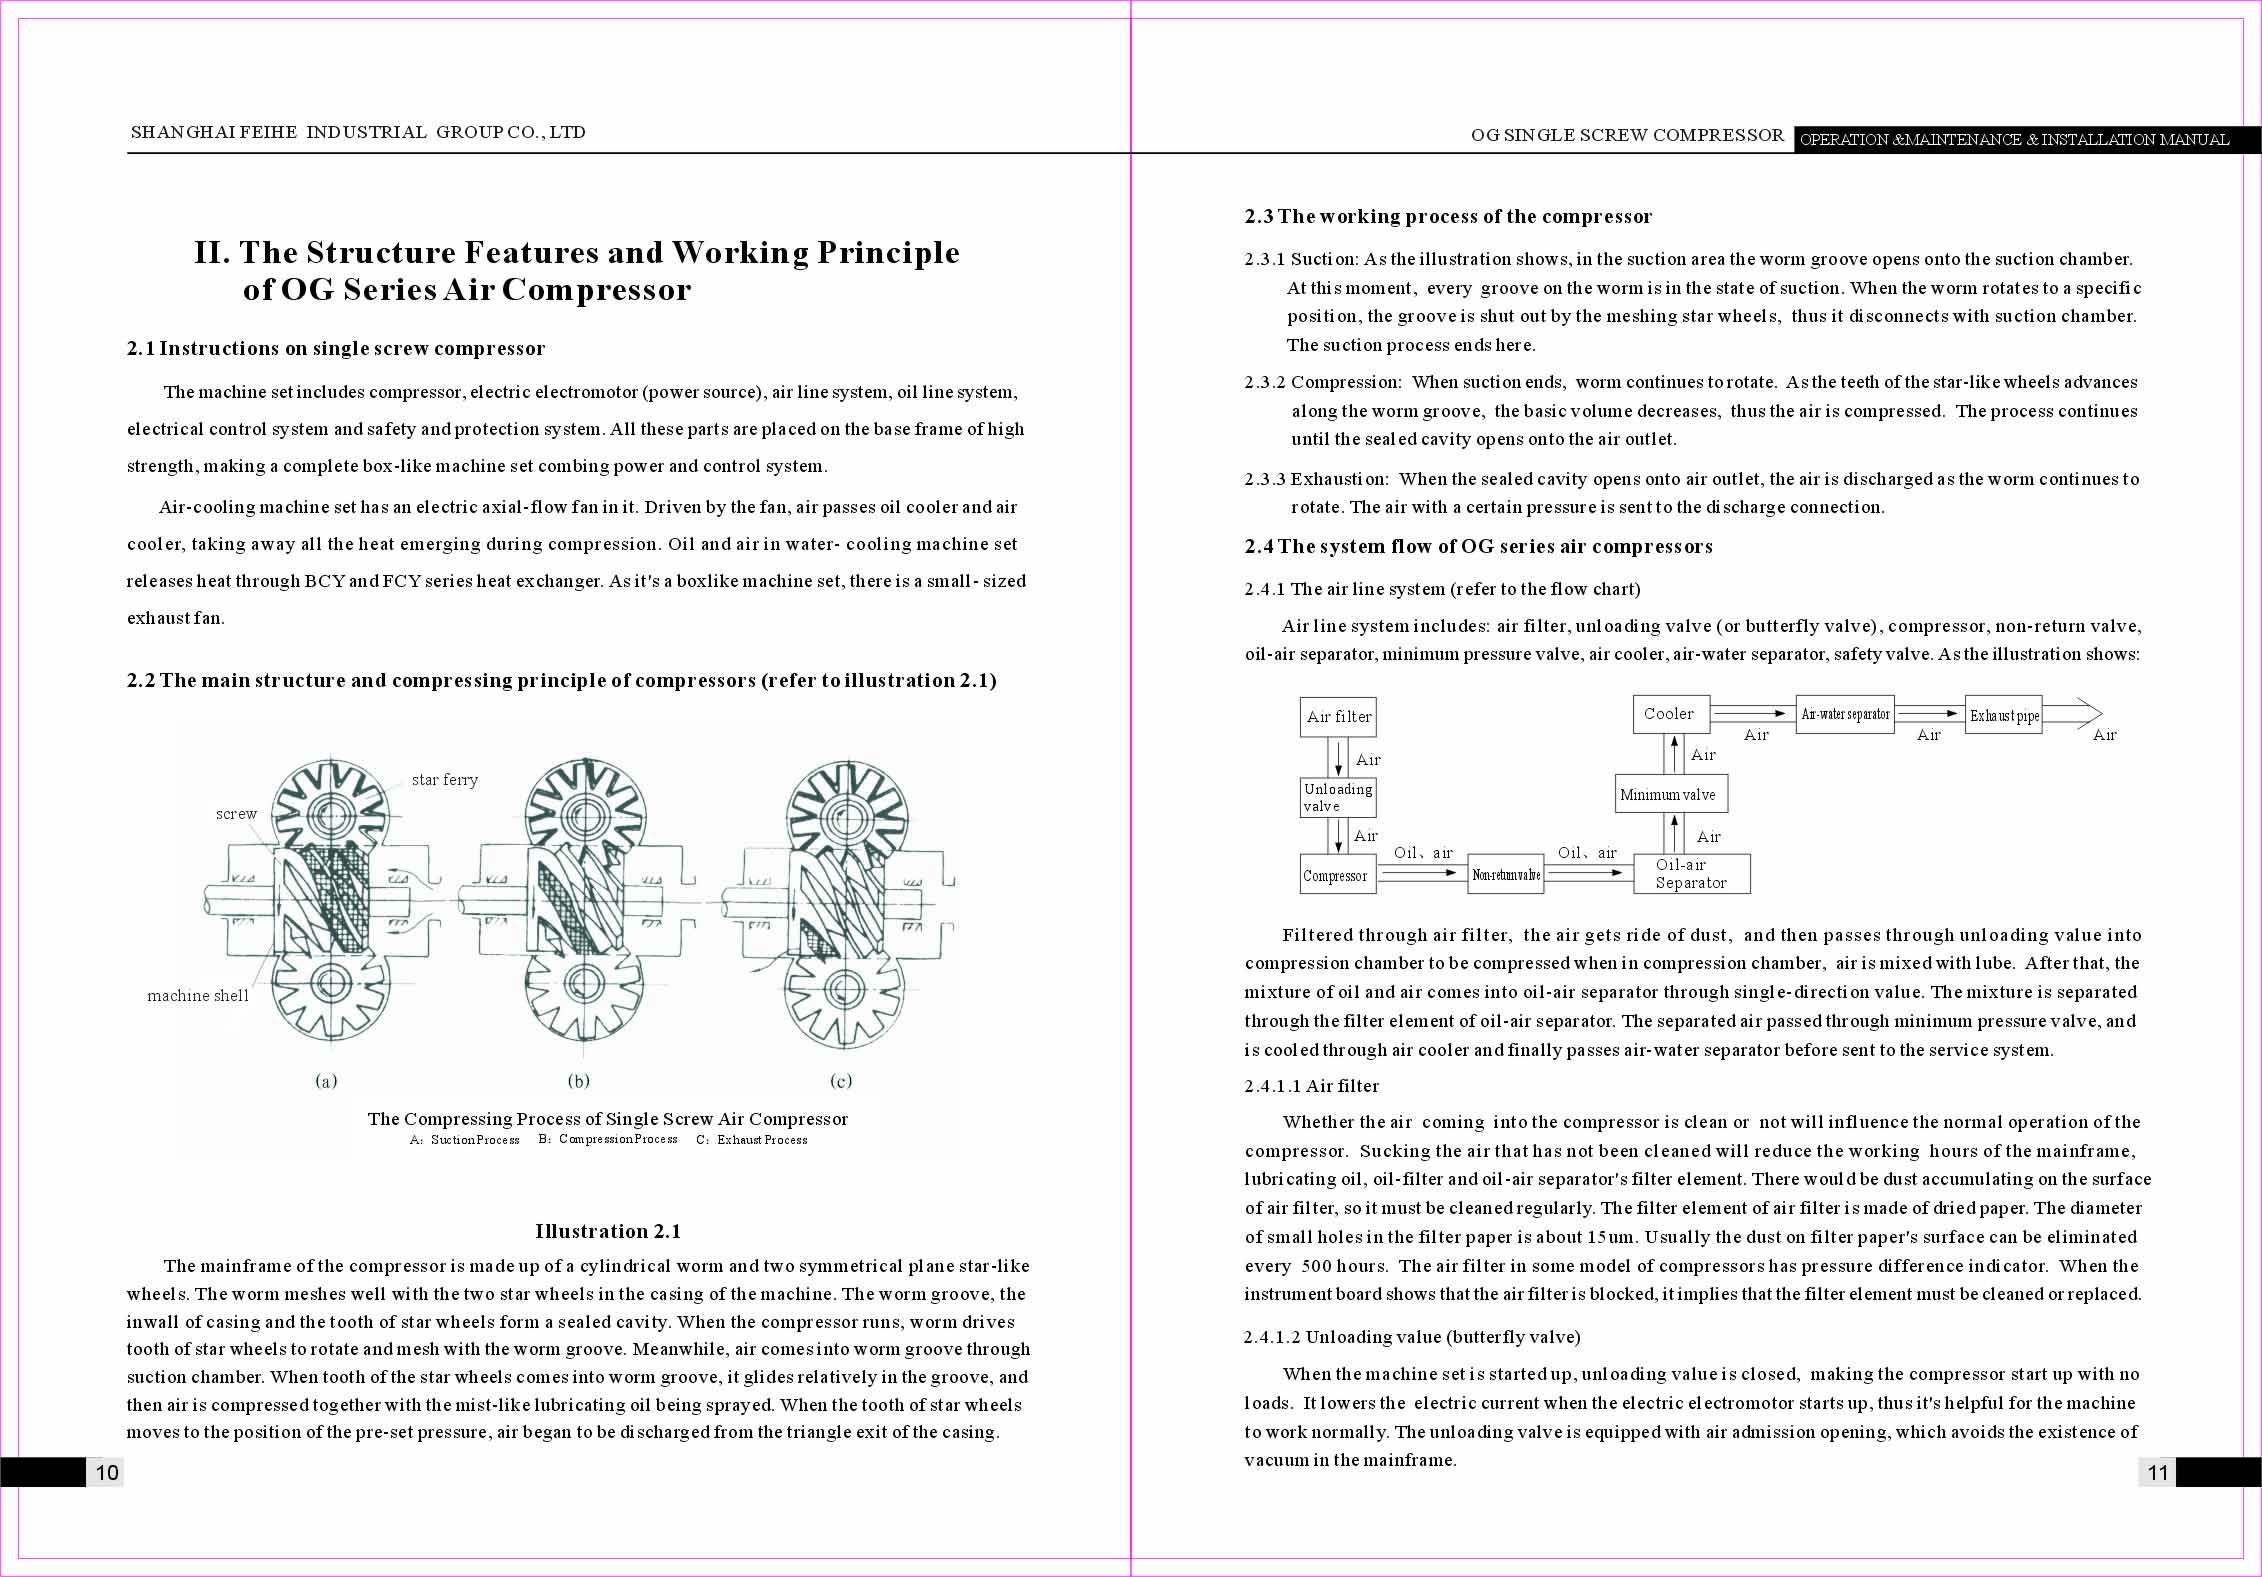 SHANGHAI FEIHE INDUSTRIAL GROUP CO., LTD
II. The Structure Features and Working Principle
of OG Series Air Compressor
2.1 Instructions on single screw compressor
The machine set includes compressor, electric electromotor (power source), air line system, oil line system,
electrical control system and safety and protection system. All these parts are placed on the base frame of high
strength, making a complete box-like machine set combing power and control system.
Air-cooling machine set has an electric axial-flow fan in it. Driven by the fan, air passes oil cooler and air
cooler, taking away all the heat emerging during compression. Oil and air in water- cooling machine set
releases heat through BCY and FCY series heat exchanger. As it's a boxlike machine set, there is a small- sized
exhaust fan.
2.2 The main structure and compressing principle of compressors (refer to illustration 2.1)
star ferry
screw
machine shell
(a) (b) (c)
The Compressing Process of Single Screw Air Compressor
A: Suction Process B: Compression Process C: Exhaust Process
Illustration 2.1
The mainframe of the compressor is made up of a cylindrical worm and two symmetrical plane star-like
wheels. The worm meshes well with the two star wheels in the casing of the machine. The worm groove, the
inwall of casing and the tooth of star wheels form a sealed cavity. When the compressor runs, worm drives
tooth of star wheels to rotate and mesh with the worm groove. Meanwhile, air comes into worm groove through
suction chamber. When tooth of the star wheels comes into worm groove, it glides relatively in the groove, and
then air is compressed together with the mist-like lubricating oil being sprayed. When the tooth of star wheels
moves to the position of the pre-set pressure, air began to be discharged from the triangle exit of the casing.
10
OG SINGLE SCREW COMPRESSOR OPERATION &MAINTENANCE & INSTALLATION MANUAL
2.3 The working process of the compressor
2.3.1 Suction: As the illustration shows, in the suction area the worm groove opens onto the suction chamber.
At this moment, every groove on the worm is in the state of suction. When the worm rotates to a specific
position, the groove is shut out by the meshing star wheels, thus it disconnects with suction chamber.
The suction process ends here.
2.3.2 Compression: When suction ends, worm continues to rotate. As the teeth of the star-like wheels advances
along the worm groove, the basic volume decreases, thus the air is compressed. The process continues
until the sealed cavity opens onto the air outlet.
2.3.3 Exhaustion: When the sealed cavity opens onto air outlet, the air is discharged as the worm continues to
rotate. The air with a certain pressure is sent to the discharge connection.
2.4 The system flow of OG series air compressors
2.4.1 The air line system (refer to the flow chart)
Air line system includes: air filter, unloading valve (or butterfly valve), compressor, non-return valve,
oil-air separator, minimum pressure valve, air cooler, air-water separator, safety valve. As the illustration shows:
Air filter
Air
Unloading
valve
Air
Compressor
Oil、air
Non-return valve
Oil、air
Oil-air
Separator
Air
Minimum valve
Air
Cooler
Air
Air-water separator
Air
Exhaust pipe
Air
Filtered through air filter, the air gets ride of dust, and then passes through unloading value into
compression chamber to be compressed when in compression chamber, air is mixed with lube. After that, the
mixture of oil and air comes into oil-air separator through single-direction value. The mixture is separated
through the filter element of oil-air separator. The separated air passed through minimum pressure valve, and
is cooled through air cooler and finally passes air-water separator before sent to the service system.
2.4.1.1 Air filter
Whether the air coming into the compressor is clean or not will influence the normal operation of the
compressor. Sucking the air that has not been cleaned will reduce the working hours of the mainframe,
lubricating oil, oil-filter and oil-air separator's filter element. There would be dust accumulating on the surface
of air filter, so it must be cleaned regularly. The filter element of air filter is made of dried paper. The diameter
of small holes in the filter paper is about 15um. Usually the dust on filter paper's surface can be eliminated
every 500 hours. The air filter in some model of compressors has pressure difference indicator. When the
instrument board shows that the air filter is blocked, it implies that the filter element must be cleaned or replaced.
2.4.1.2 Unloading value (butterfly valve)
When the machine set is started up, unloading value is closed, making the compressor start up with no
loads. It lowers the electric current when the electric electromotor starts up, thus it's helpful for the machine
to work normally. The unloading valve is equipped with air admission opening, which avoids the existence of
vacuum in the mainframe.
11